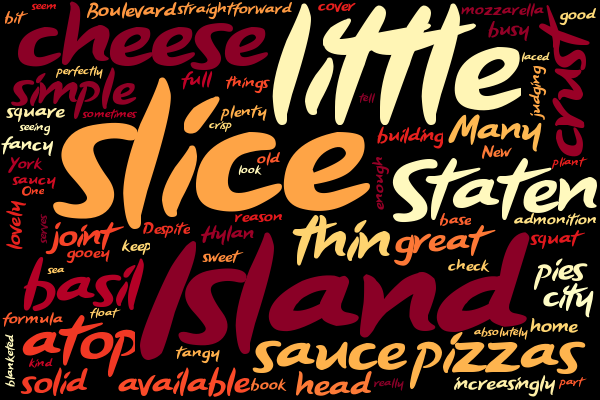 seem
Boulevard
straightforward
cover
mozzarella
good
bit
cheese
little
busy
crust
perfectly
full
things
laced
simple
tell
judging
square
sometimes
plenty
building
Many
seeing
crisp
slice
fancy
old
New
York
look
enough
pliant
saucy
Staten
One
lovely
serves
reason
base
admonition
joint
Despite
Hylan
thin
great
squat
gooey
keep
sea
sweet
Island
check
pies
basil
city
formula
float
atop
absolutely
home
blanketed
kind
tangy
sauce
pizzas
solid
available
book
head
really
increasingly
part